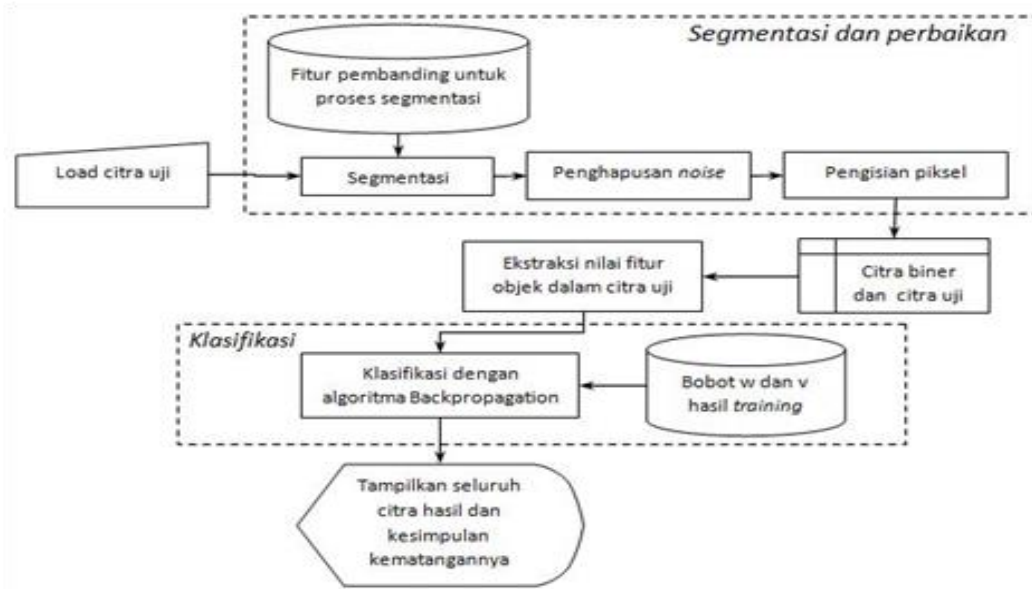 Segmentasi dan perbaikan
Fitur pembanding untuk
proses segmentasi
Load citra uji
Segmentasi
Penghapusan noise
Pengisian piksel
Ekstraksi nilai fitur
objek dalam citra uji
Citra biner
dan citra uji
Klasifikasi
Klasifikasi dengan
algoritma Backpropagation
Bobot w dan v
hasil training
Tampilkan seluruh
citra hasil dan
kesimpulan
kematangannya